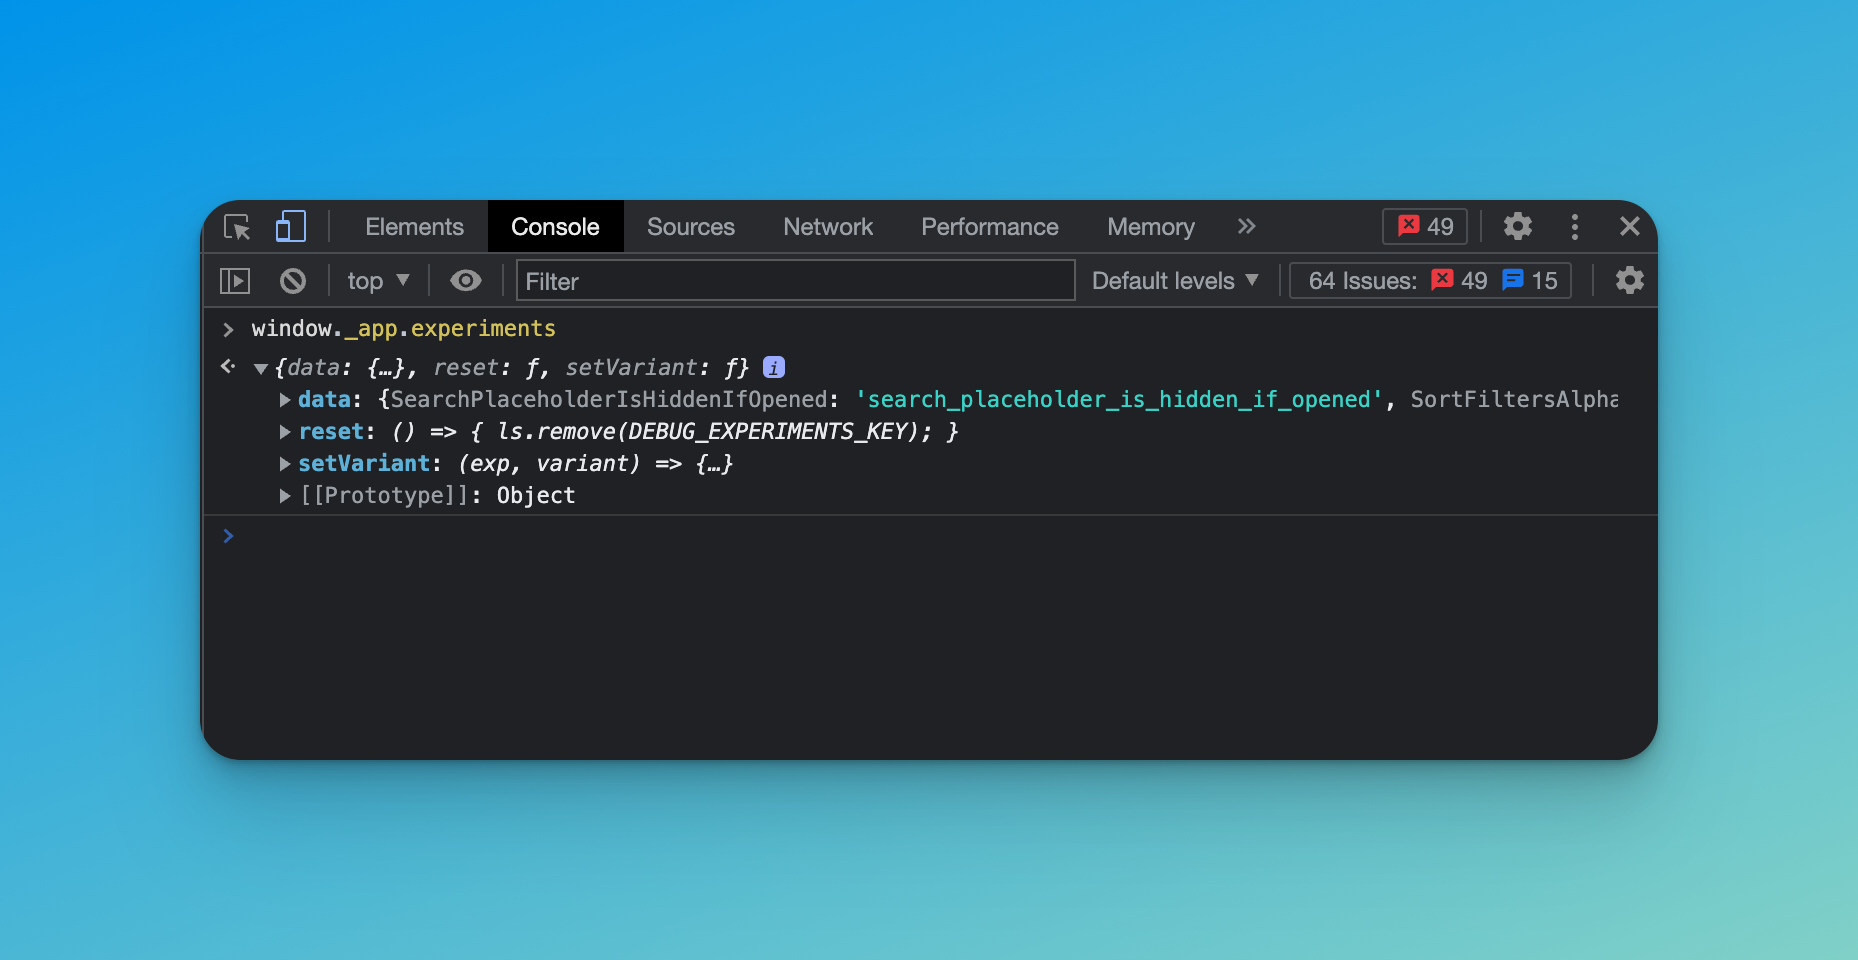 Elements Console Sources Network Performance Memory » 49
top ▼ Filter Default levels ▼ 64 Issues: 49 15
> window._app.experiments
<· ▼{data: {…}, reset: ƒ, setVariant: ƒ} i
▶ data: {SearchPlaceholderIsHiddenIfOpened: 'search_placeholder_is_hidden_if_opened', SortFiltersAlpha
▶ reset: () => { ls.remove(DEBUG_EXPERIMENTS_KEY); }
▶ setVariant: (exp, variant) => {…}
▶ [[Prototype]]: Object
>